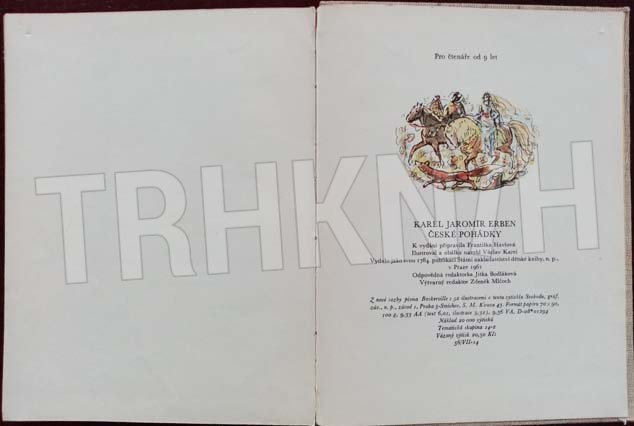 Pro čtenáře od 9 let
TRHKNIH
KAREL JAROMÍR ERBEN
ČESKÉ POHÁDKY
K vydání připravila Františka Havlová
Ilustroval a obálku navrhl Václav Karel
Vydalo jako svou 1784. publikaci Státní nakladatelství dětské knihy, n. p.,
v Praze 1961
Odpovědná redaktorka Jitka Bodláková
Výtvarný redaktor Zdeněk Mlčoch
Z nové sazby písma Baskerville s 52 ilustracemi v textu vytiskla Svoboda, graf.
záv., n. p., závod 1, Praha 5-Smíchov, S. M. Kirova 43. Formát papíru 70 × 90,
100 g, 9,33 AA (text 6,01, ilustrace 3,32), 9,56 VA, D-08*01294
Náklad 20 000 výtisků
Tematická skupina 14-2
Vázaný výtisk 20,50 Kčs
56/VII-14